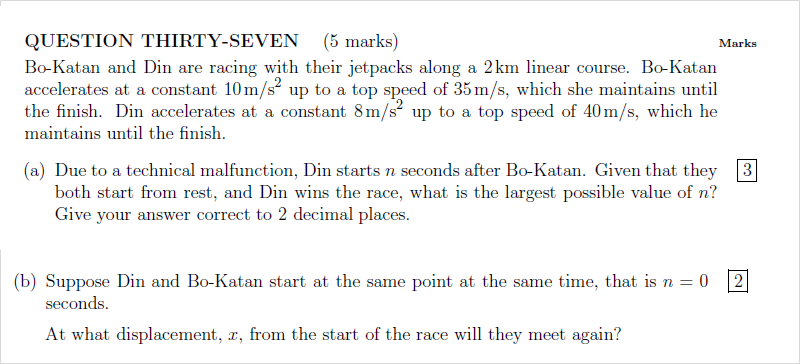 QUESTION THIRTY-SEVEN (5 marks) Marks
Bo-Katan and Din are racing with their jetpacks along a 2 km linear course. Bo-Katan
accelerates at a constant 10 m/s² up to a top speed of 35 m/s, which she maintains until
the finish. Din accelerates at a constant 8 m/s² up to a top speed of 40 m/s, which he
maintains until the finish.
(a) Due to a technical malfunction, Din starts n seconds after Bo-Katan. Given that they 3
both start from rest, and Din wins the race, what is the largest possible value of n?
Give your answer correct to 2 decimal places.
(b) Suppose Din and Bo-Katan start at the same point at the same time, that is n = 0 2
seconds.
At what displacement, x, from the start of the race will they meet again?